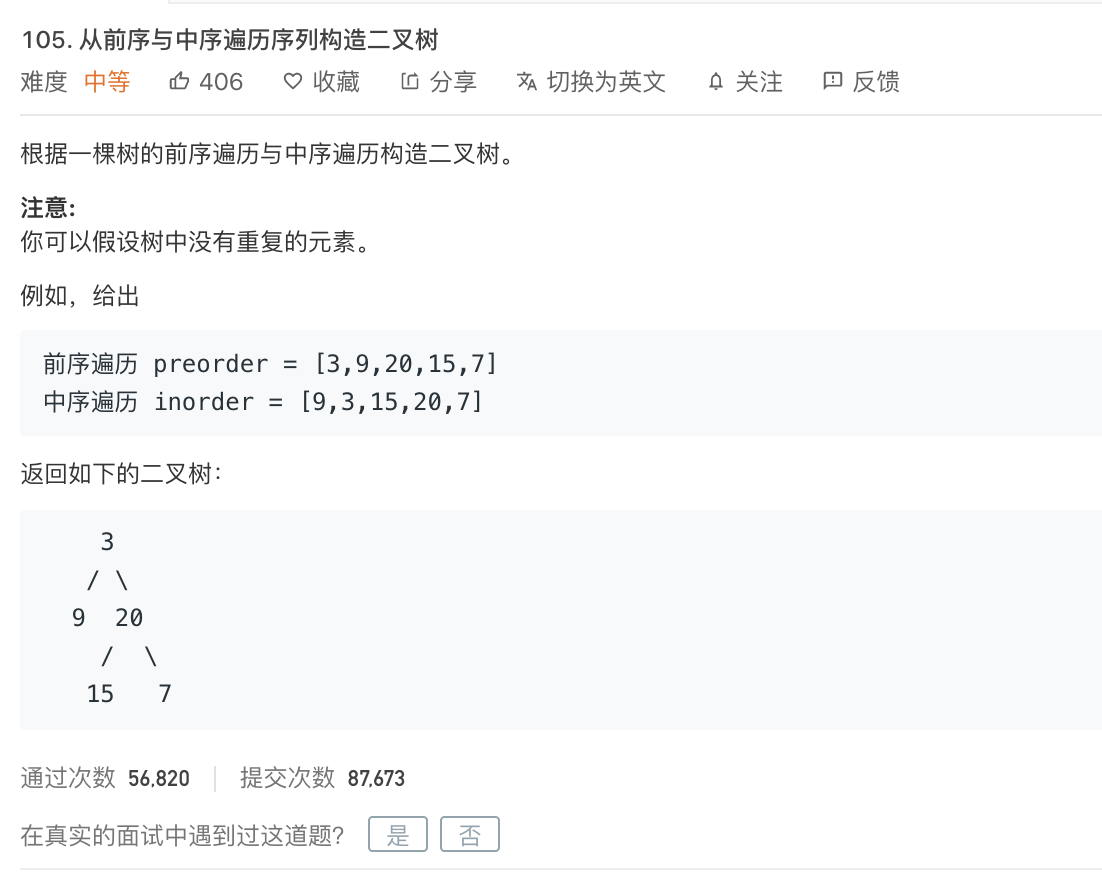 105. 从前序与中序遍历序列构造二叉树
难度 中等 406 收藏 分享 切换为英文 关注 反馈
根据一棵树的前序遍历与中序遍历构造二叉树。
注意:
你可以假设树中没有重复的元素。
例如，给出
前序遍历 preorder = [3,9,20,15,7]
中序遍历 inorder = [9,3,15,20,7]
返回如下的二叉树：
3
/ \
9 20
/ \
15 7
通过次数 56,820 提交次数 87,673
在真实的面试中遇到过这道题？ 是 否